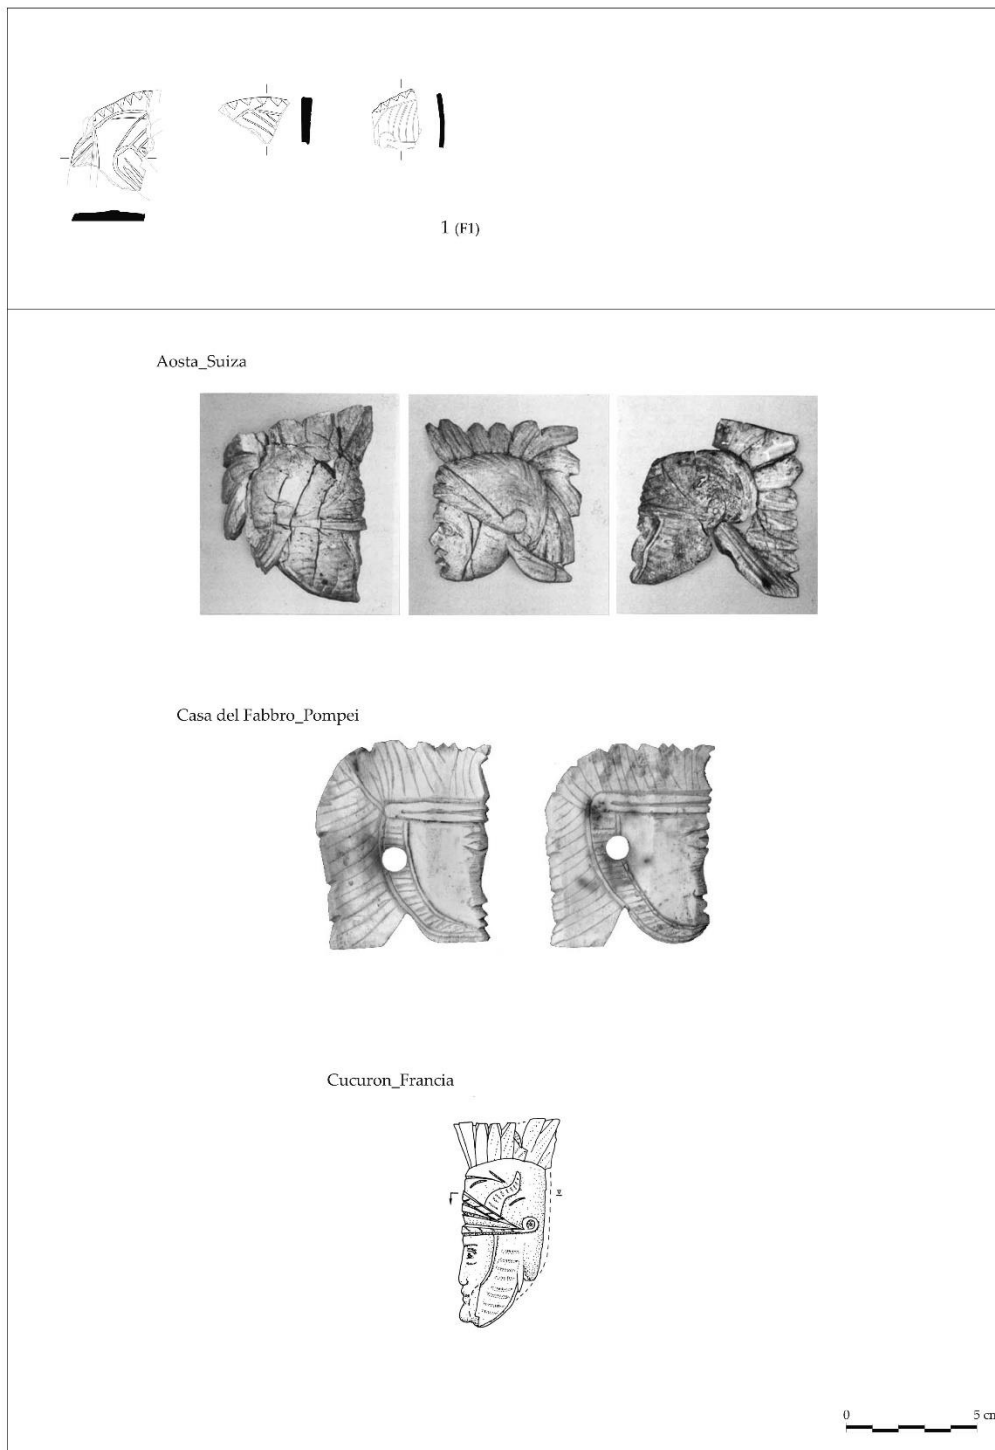 1 (F1)
Aosta_Suiza
Casa del Fabbro_Pompei
Cucuron_Francia
0 5 cm